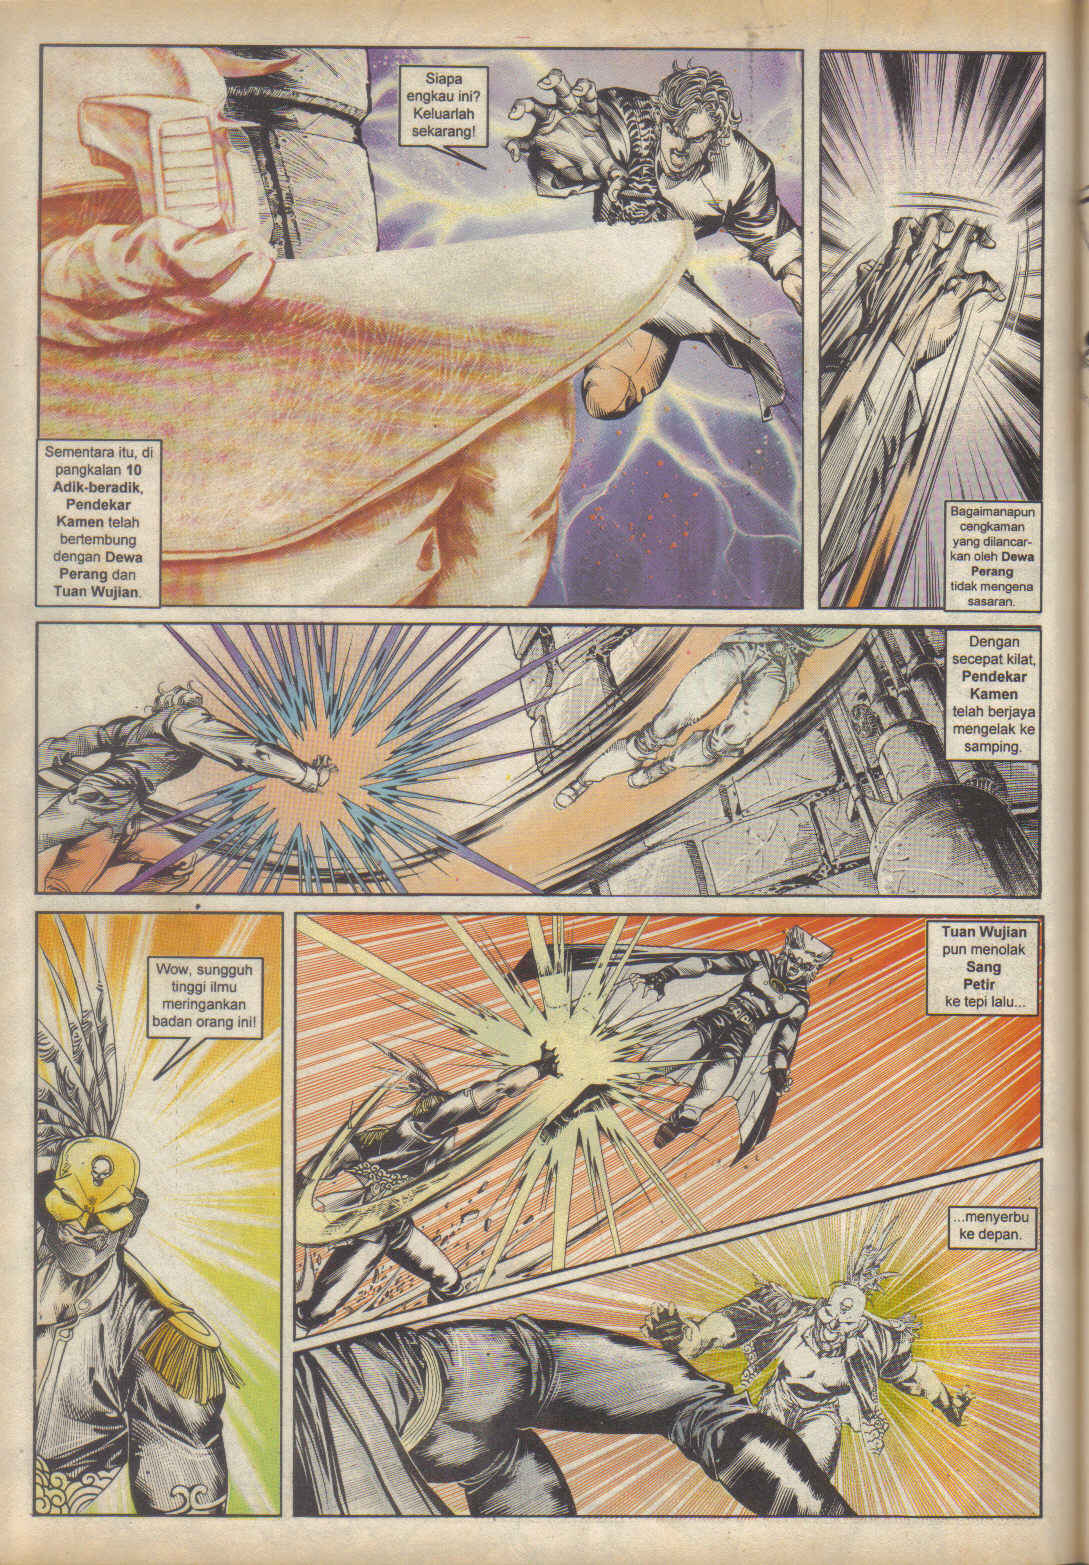 Siapa
engkau ini?
Keluarlah
sekarang!
Sementara itu, di
pangkalan 10
Adik-beradik,
Pendekar
Kamen telah
bertembung
dengan Dewa
Perang dan
Tuan Wujian.
Bagaimanapun
cengkaman
yang dilancar-
kan oleh Dewa
Perang
tidak mengena
sasaran.
Dengan
secepat kilat,
Pendekar
Kamen
telah berjaya
mengelak ke
samping.
Wow, sungguh
tinggi ilmu
meringankan
badan orang ini!
Tuan Wujian
pun menolak
Sang
Petir
ke tepi lalu...
...menyerbu
ke depan.